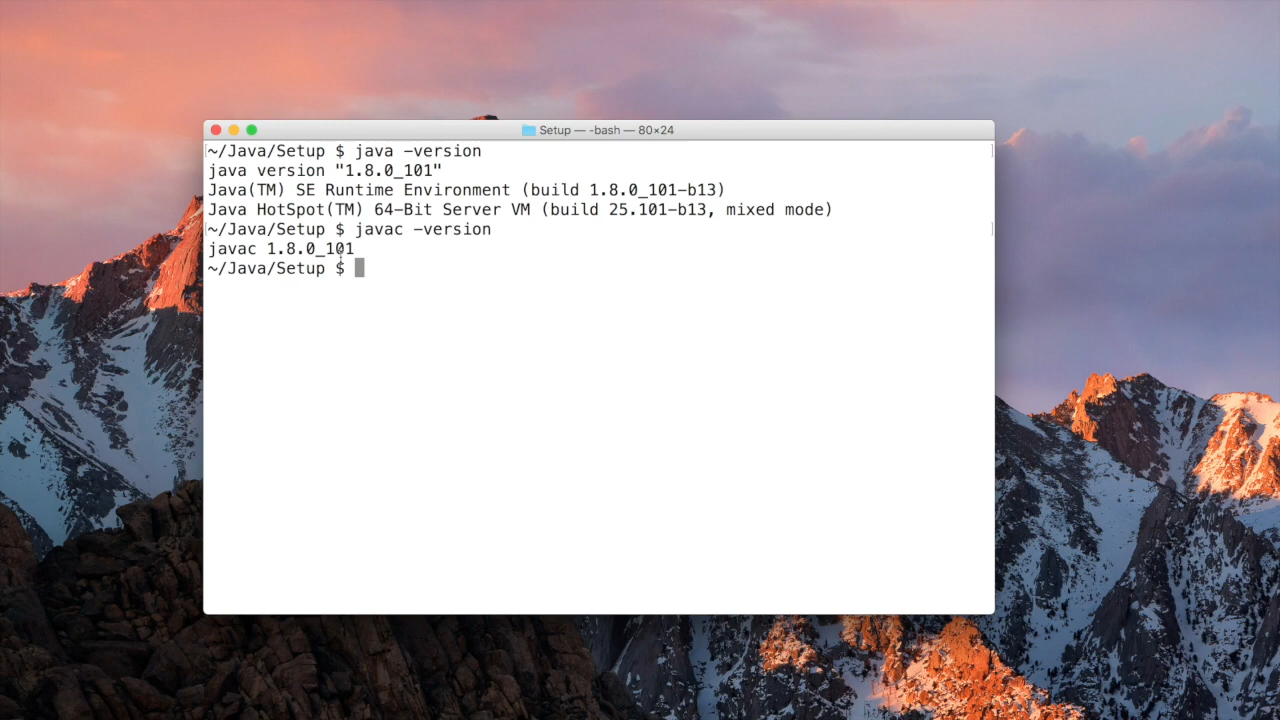 Setup — -bash — 80×24
~/Java/Setup $ java -version
java version "1.8.0_101"
Java(TM) SE Runtime Environment (build 1.8.0_101-b13)
Java HotSpot(TM) 64-Bit Server VM (build 25.101-b13, mixed mode)
~/Java/Setup $ javac -version
javac 1.8.0_101
~/Java/Setup $